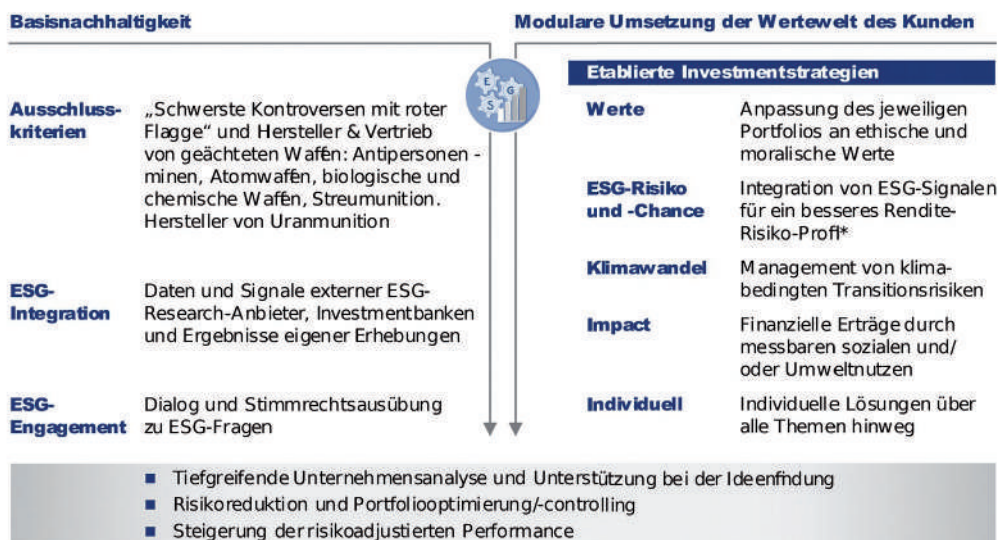 Basisnachhaltigkeit
Ausschluss-
kriterien
„Schwerste Kontroversen mit roter
Flagge“ und Hersteller & Vertrieb
von geächteten Waffen: Antipersonen -
minen, Atomwaffen, biologische und
chemische Waffen, Streumunition.
Hersteller von Uranmunition
ESG-
Integration
Daten und Signale externer ESG-
Research-Anbieter, Investmentbanken
und Ergebnisse eigener Erhebungen
ESG-
Engagement
Dialog und Stimmrechtsausübung
zu ESG-Fragen
E
S
G
Modulare Umsetzung der Wertewelt des Kunden
Etablierte Investmentstrategien
Werte
Anpassung des jeweiligen
Portfolios an ethische und
moralische Werte
ESG-Risiko
und -Chance
Integration von ESG-Signalen
für ein besseres Rendite-
Risiko-Profl*
Klimawandel
Management von klima-
bedingten Transitionsrisiken
Impact
Finanzielle Erträge durch
messbaren sozialen und/
oder Umweltnutzen
Individuell
Individuelle Lösungen über
alle Themen hinweg
Tiefgreifende Unternehmensanalyse und Unterstützung bei der Ideenfindung
Risikoreduktion und Portfoliooptimierung/-controlling
Steigerung der risikoadjustierten Performance